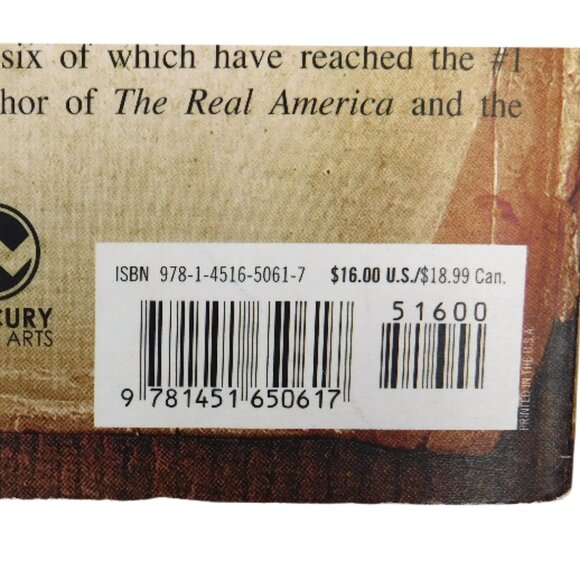 six of which have reached the #1
hor of The Real America and the
CURY
ARTS
ISBN 978-1-4516-5061-7 $16.00 U.S./$18.99 Can.
51600
9 781451 650617
PRINTED IN THE U.S.A.